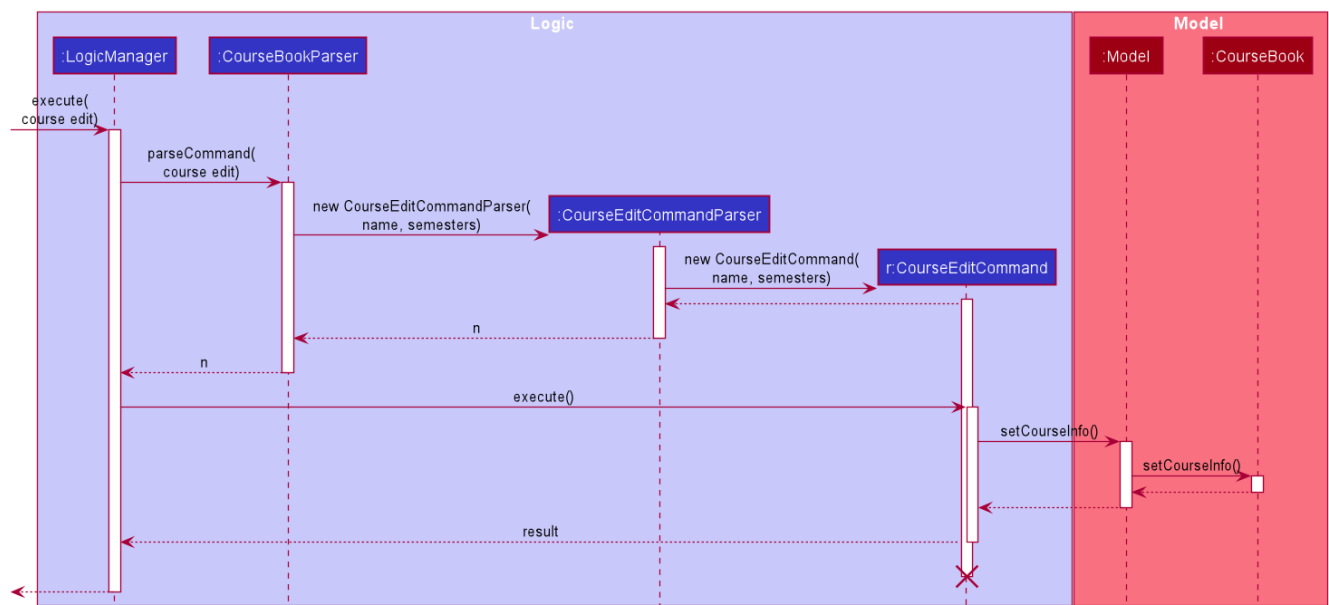 Logic
Model
:LogicManager
:CourseBookParser
:Model
:CourseBook
execute(
course edit)
parseCommand(
course edit)
new CourseEditCommandParser(
name, semesters)
:CourseEditCommandParser
new CourseEditCommand(
name, semesters)
r:CourseEditCommand
n
n
execute()
setCourseInfo()
setCourseInfo()
result